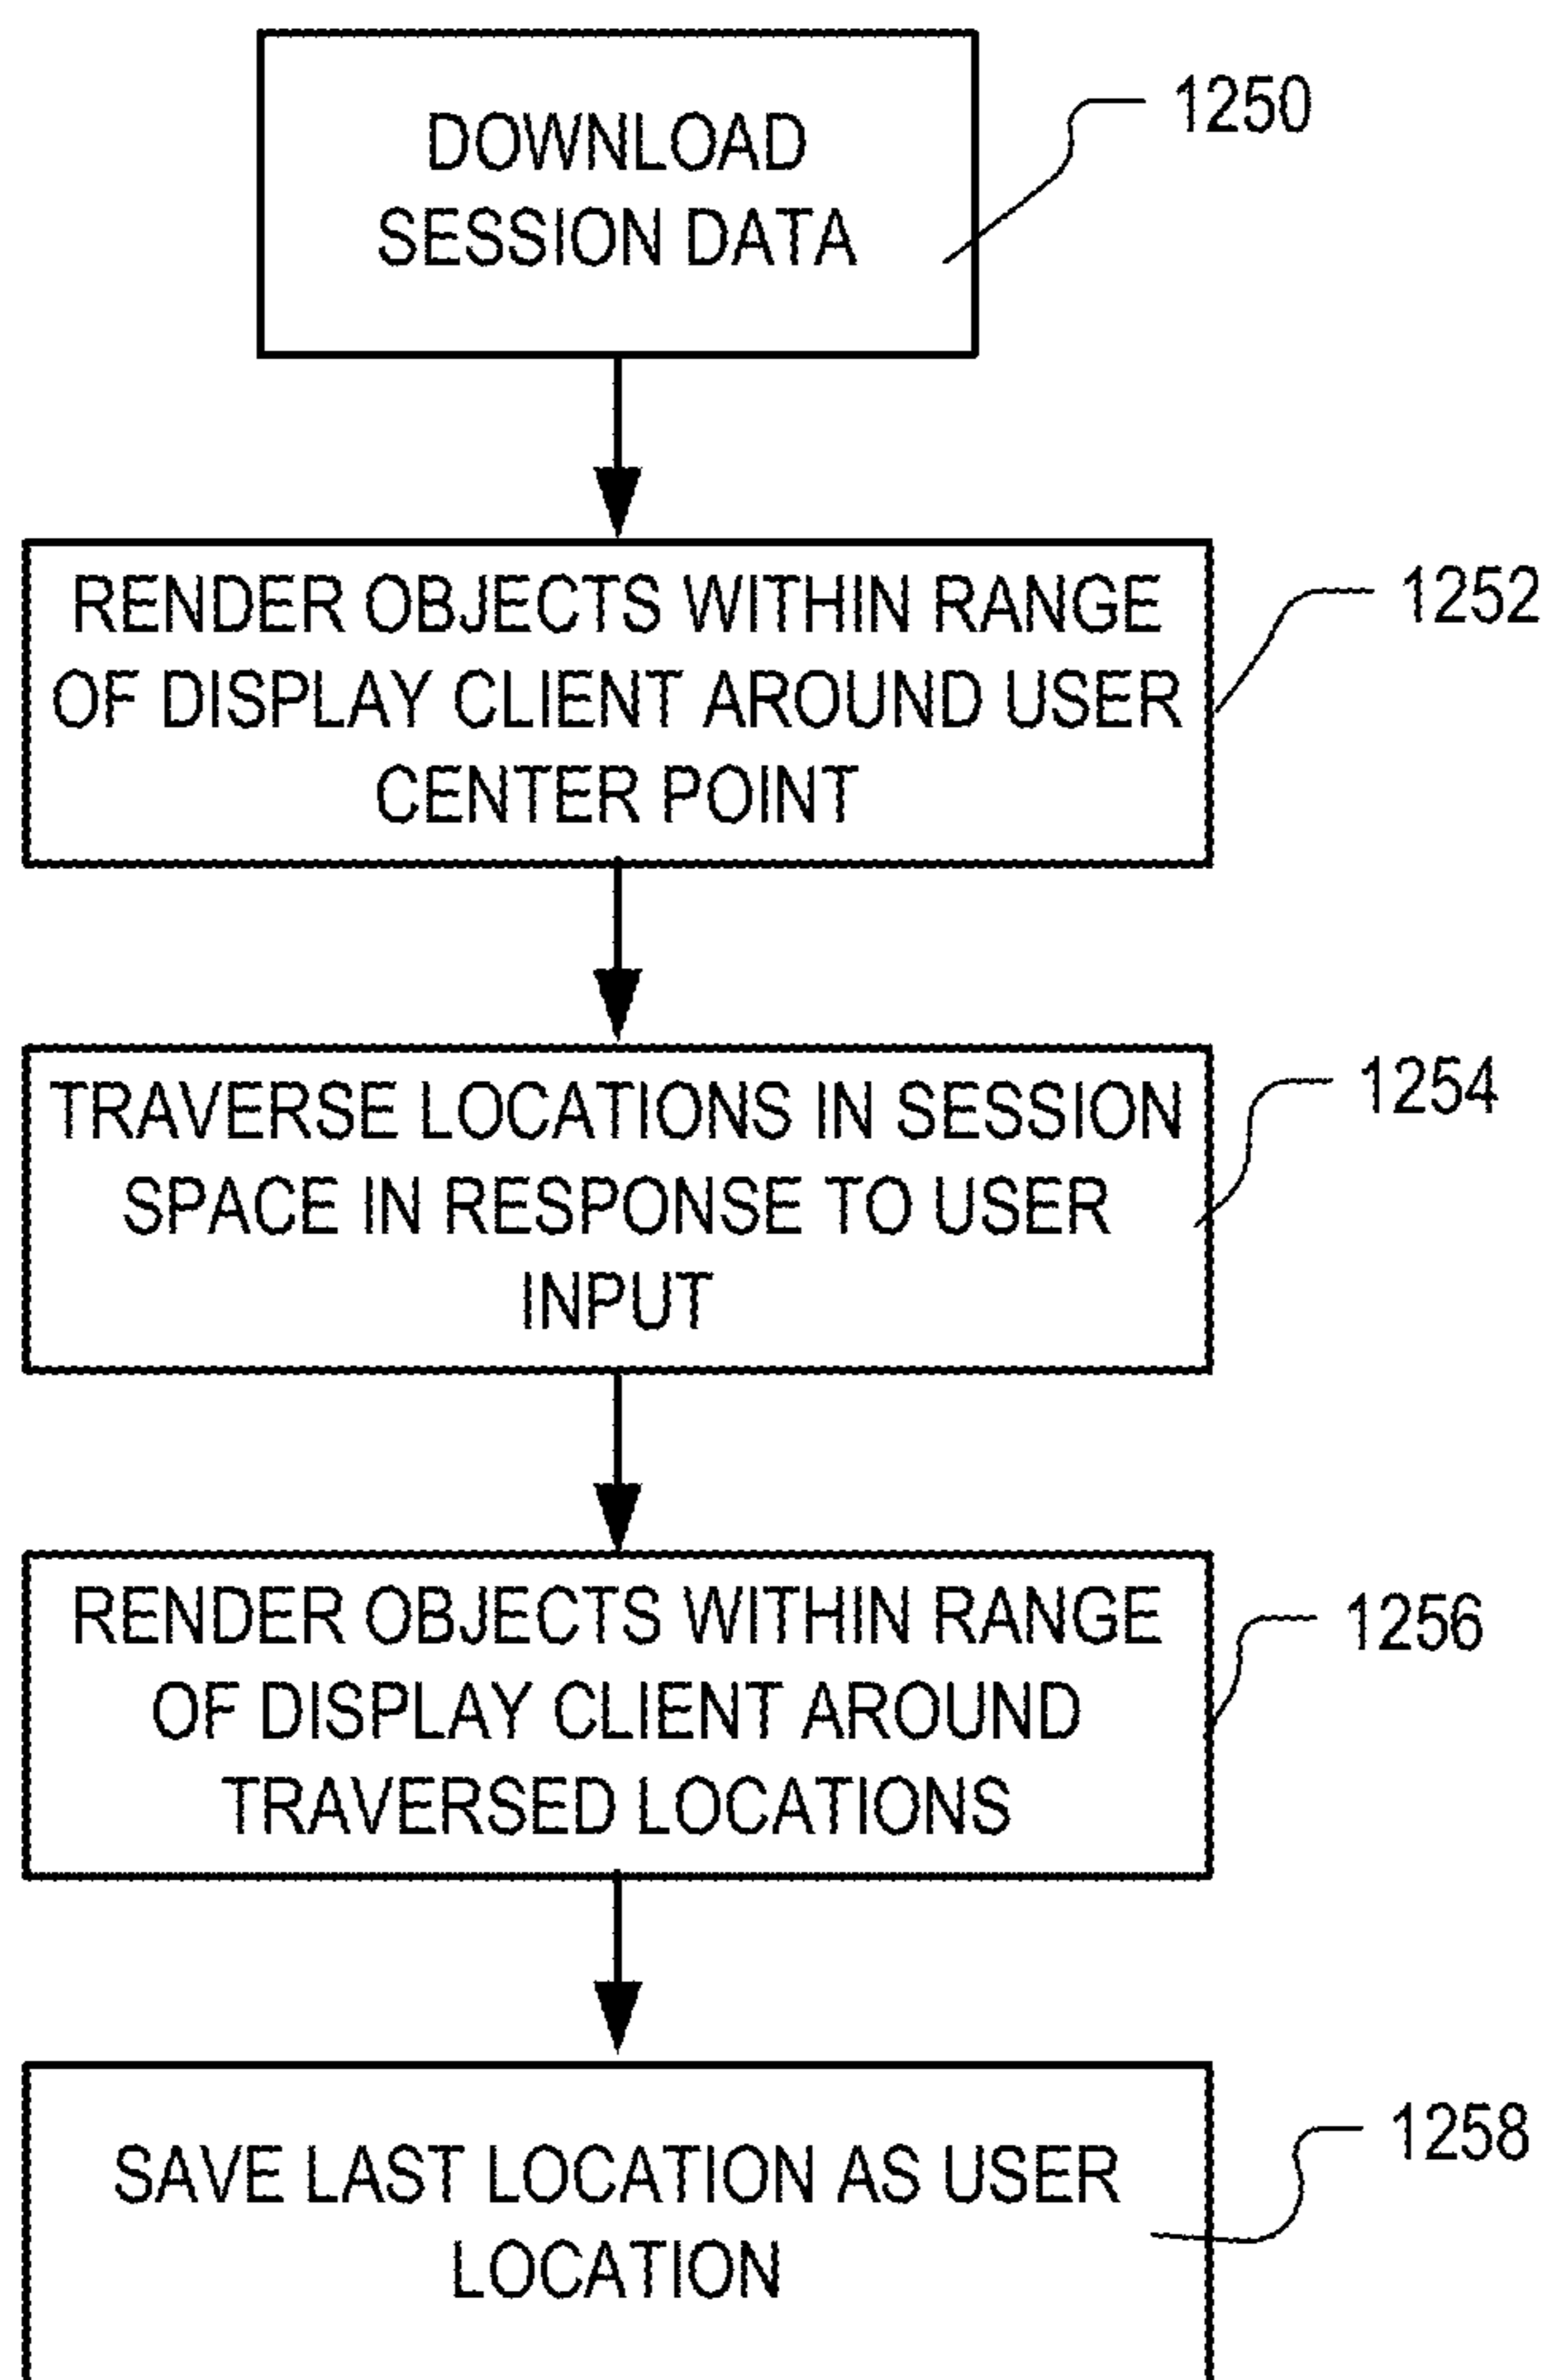 DOWNLOAD
SESSION DATA
1250
RENDER OBJECTS WITHIN RANGE
OF DISPLAY CLIENT AROUND USER
CENTER POINT
1252
TRAVERSE LOCATIONS IN SESSION
SPACE IN RESPONSE TO USER
INPUT
1254
RENDER OBJECTS WITHIN RANGE
OF DISPLAY CLIENT AROUND
TRAVERSED LOCATIONS
1256
SAVE LAST LOCATION AS USER
LOCATION
1258